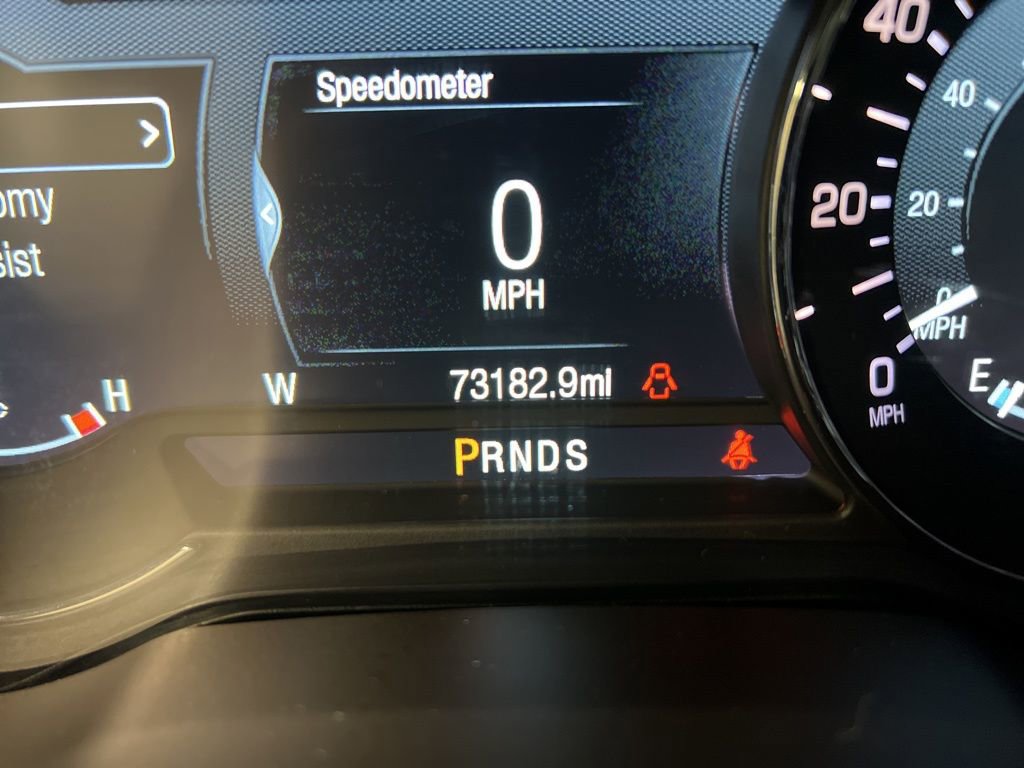 Speedometer
>
omy
sist
<
0
MPH
H
W
73182.9mi
PRNDS
40
20
0
MPH
40
20
0
MPH
E